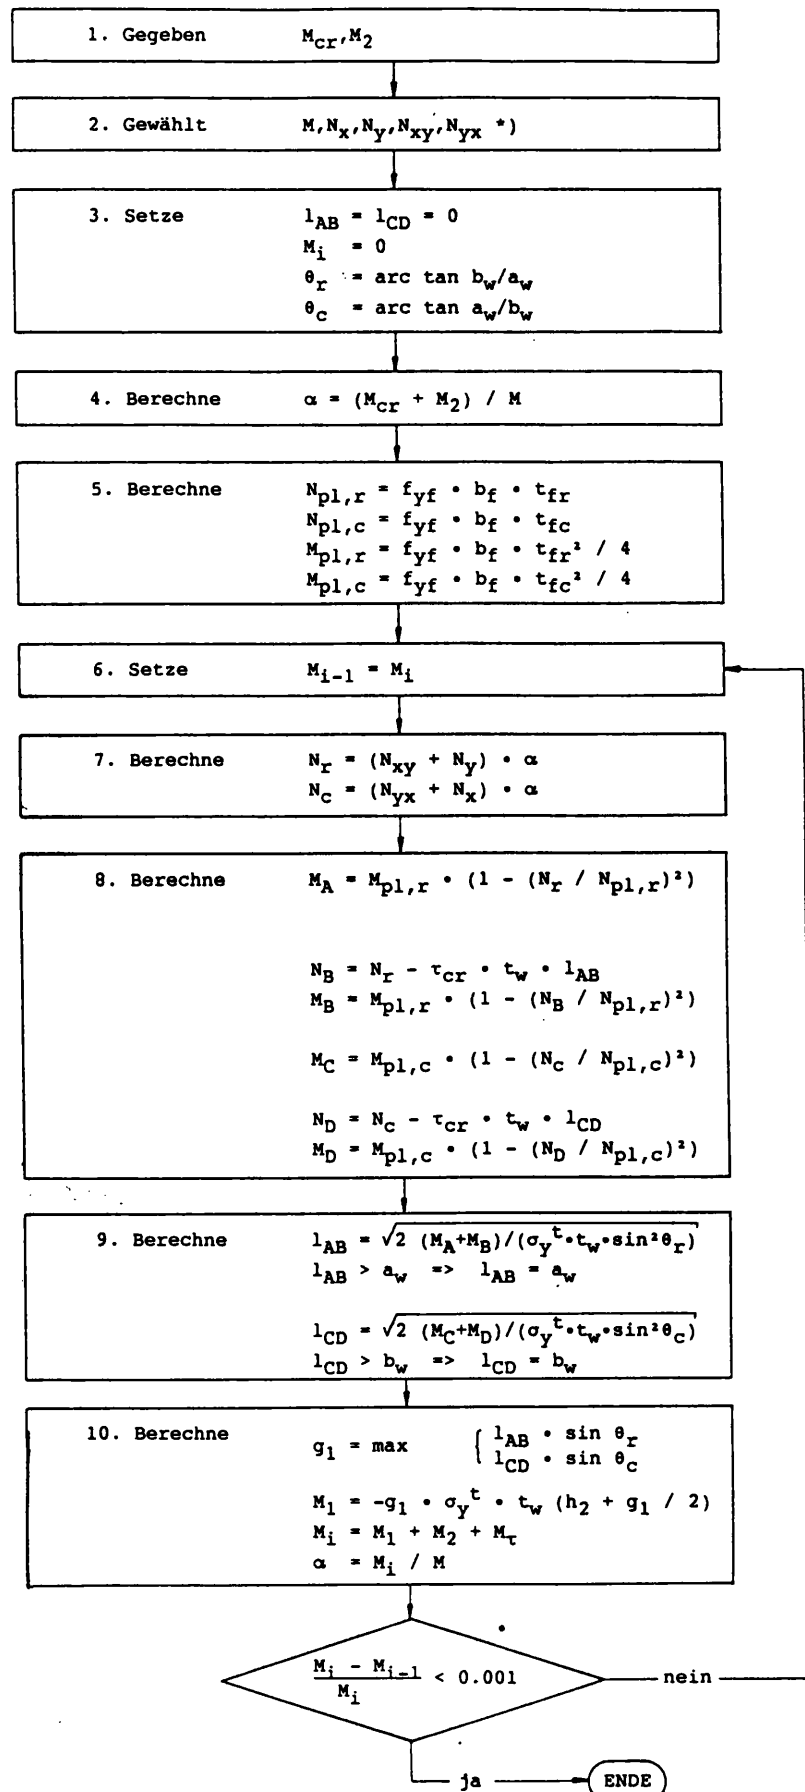 1. Gegeben M_cr, M_2
2. Gewählt M, N_x, N_y, N_xy, N_yx *)
3. Setze l_AB = l_CD = 0
M_i = 0
θ_r = arc tan b_w/a_w
θ_c = arc tan a_w/b_w
4. Berechne α = (M_cr + M_2) / M
5. Berechne N_pl,r = f_yf • b_f • t_fr
N_pl,c = f_yf • b_f • t_fc
M_pl,r = f_yf • b_f • t_fr² / 4
M_pl,c = f_yf • b_f • t_fc² / 4
6. Setze M_i-1 = M_i
7. Berechne N_r = (N_xy + N_y) • α
N_c = (N_yx + N_x) • α
8. Berechne M_A = M_pl,r • (1 - (N_r / N_pl,r)²)
N_B = N_r - τ_cr • t_w • l_AB
M_B = M_pl,r • (1 - (N_B / N_pl,r)²)
M_C = M_pl,c • (1 - (N_c / N_pl,c)²)
N_D = N_c - τ_cr • t_w • l_CD
M_D = M_pl,c • (1 - (N_D / N_pl,c)²)
9. Berechne l_AB = √2 (M_A+M_B)/(σ_y^t•t_w•sin²θ_r)
l_AB > a_w => l_AB = a_w
l_CD = √2 (M_C+M_D)/(σ_y^t•t_w•sin²θ_c)
l_CD > b_w => l_CD = b_w
10. Berechne g_1 = max { l_AB • sin θ_r
l_CD • sin θ_c
M_1 = -g_1 • σ_y^t • t_w (h_2 + g_1 / 2)
M_i = M_1 + M_2 + M_τ
α = M_i / M
M_i - M_i-1
M_i < 0.001
nein
ja
ENDE